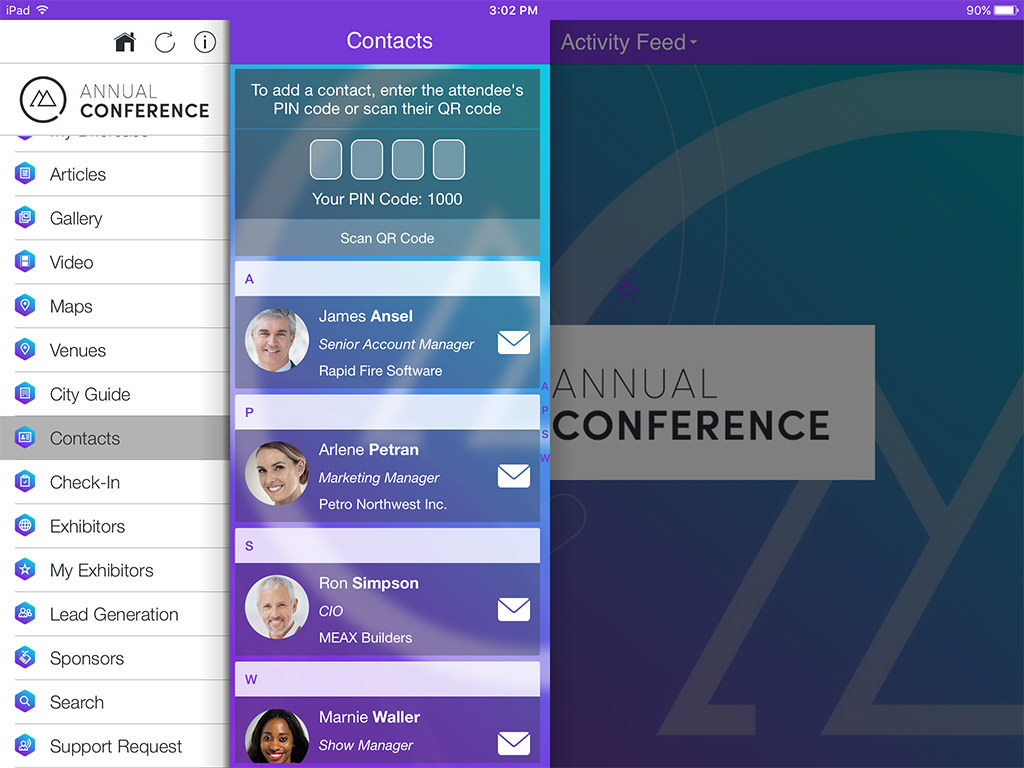 iPad
3:02 PM
90%
ANNUAL
CONFERENCE
Articles
Gallery
Video
Maps
Venues
City Guide
Contacts
Check-In
Exhibitors
My Exhibitors
Lead Generation
Sponsors
Search
Support Request
Contacts
To add a contact, enter the attendee's
PIN code or scan their QR code
Your PIN Code: 1000
Scan QR Code
A
James Ansel
Senior Account Manager
Rapid Fire Software
P
Arlene Petran
Marketing Manager
Petro Northwest Inc.
S
Ron Simpson
CIO
MEAX Builders
W
Marnie Waller
Show Manager
A
P
S
W
Activity Feed
ANNUAL
CONFERENCE